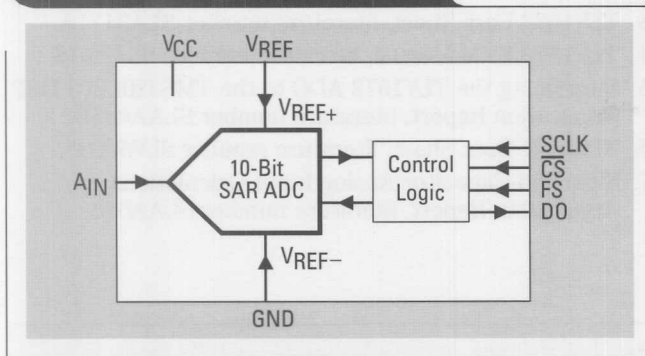 VCC VREF
VREF+
10-Bit
SAR ADC
Control
Logic
AIN
SCLK
CS
FS
DO
VREF−
GND